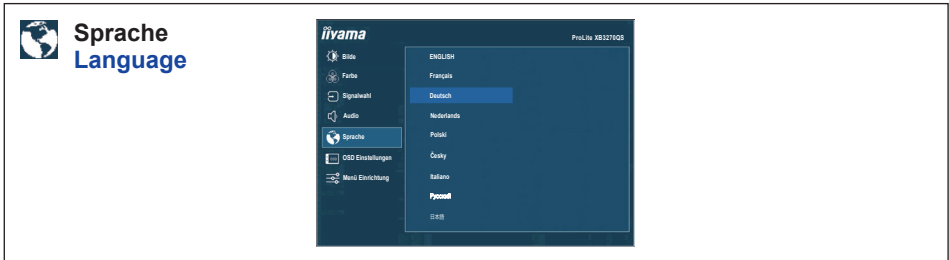 Sprache
Language
iiyama
ProLite XB3270QS
Bilde
Farbe
Signalwahl
Audio
Sprache
OSD Einstellungen
Menü Einrichtung
ENGLISH
Français
Deutsch
Nederlands
Polski
Česky
Italiano
Русский
日本語